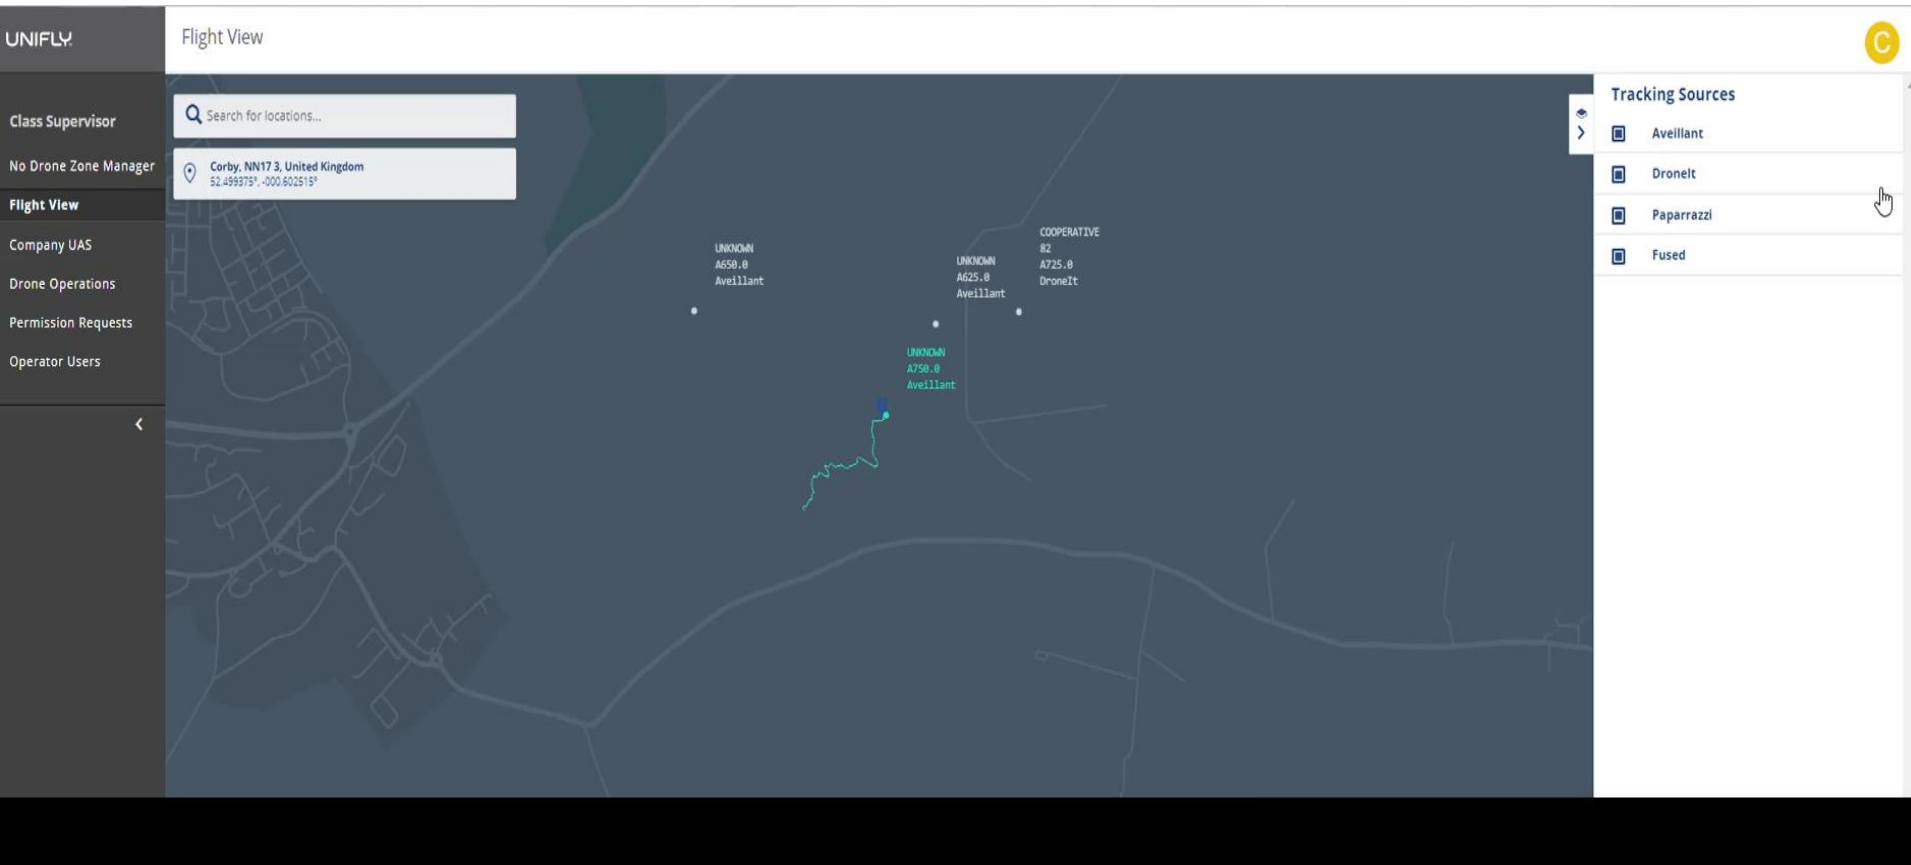 UNIFLY
Flight View
C
Class Supervisor
No Drone Zone Manager
Flight View
Company UAS
Drone Operations
Permission Requests
Operator Users
Search for locations...
Corby, NN17 3, United Kingdom
52.499375°, -000.602515°
UNKNOWN
A650.0
Aveillant
UNKNOWN
A625.0
Aveillant
COOPERATIVE
82
A725.0
DroneIt
UNKNOWN
A750.0
Aveillant
Tracking Sources
Aveillant
DroneIt
Paparrazzi
Fused